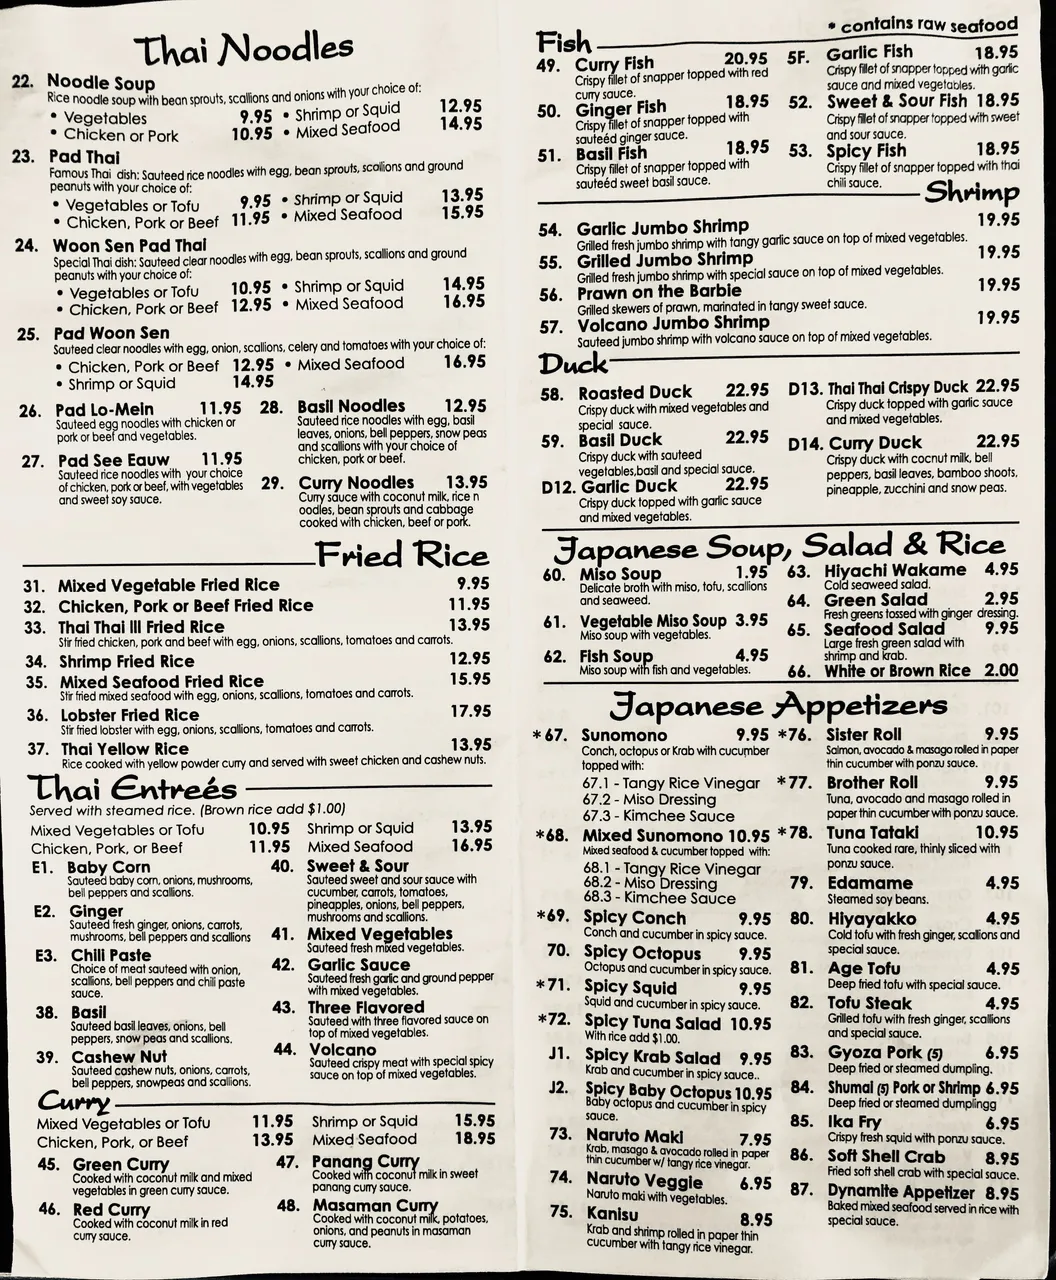 Thai Noodles
22. Noodle Soup
Rice noodle soup with bean sprouts, scallions and onions with your choice of:
• Vegetables 9.95 • Shrimp or Squid 12.95
• Chicken or Pork 10.95 • Mixed Seafood 14.95
23. Pad Thai
Famous Thai dish: Sauteed rice noodles with egg, bean sprouts, scallions and ground
peanuts with your choice of:
• Vegetables or Tofu 9.95 • Shrimp or Squid 13.95
• Chicken, Pork or Beef 11.95 • Mixed Seafood 15.95
24. Woon Sen Pad Thai
Special Thai dish: Sauteed clear noodles with egg, bean sprouts, scallions and ground
peanuts with your choice of:
• Vegetables or Tofu 10.95 • Shrimp or Squid 14.95
• Chicken, Pork or Beef 12.95 • Mixed Seafood 16.95
25. Pad Woon Sen
Sauteed clear noodles with egg, onion, scallions, celery and tomatoes with your choice of:
• Chicken, Pork or Beef 12.95 • Mixed Seafood 16.95
• Shrimp or Squid 14.95
26. Pad Lo-Mein 11.95
Sauteed egg noodles with chicken or
pork or beef and vegetables.
27. Pad See Eauw 11.95
Sauteed rice noodles with your choice
of chicken, pork or beef, with vegetables
and sweet soy sauce.
28. Basil Noodles 12.95
Sauteed rice noodles with egg, basil
leaves, onions, bell peppers, snow peas
and scallions with your choice of
chicken, pork or beef.
29. Curry Noodles 13.95
Curry sauce with coconut milk, rice n
oodles, bean sprouts and cabbage
cooked with chicken, beef or pork.
Fried Rice
31. Mixed Vegetable Fried Rice 9.95
32. Chicken, Pork or Beef Fried Rice 11.95
33. Thai Thai III Fried Rice 13.95
Stir fried chicken, pork and beef with egg, onions, scallions, tomatoes and carrots.
34. Shrimp Fried Rice 12.95
35. Mixed Seafood Fried Rice 15.95
Stir fried mixed seafood with egg, onions, scallions, tomatoes and carrots.
36. Lobster Fried Rice 17.95
Stir fried lobster with egg, onions, scallions, tomatoes and carrots.
37. Thai Yellow Rice 13.95
Rice cooked with yellow powder curry and served with sweet chicken and cashew nuts.
Thai Entreés
Served with steamed rice. (Brown rice add $1.00)
Mixed Vegetables or Tofu 10.95 Shrimp or Squid 13.95
Chicken, Pork, or Beef 11.95 Mixed Seafood 16.95
E1. Baby Corn
Sauteed baby corn, onions, mushrooms,
bell peppers and scallions.
E2. Ginger
Sauteed fresh ginger, onions, carrots,
mushrooms, bell peppers and scallions
E3. Chili Paste
Choice of meat sauteed with onion,
scallions, bell peppers and chili paste
sauce.
38. Basil
Sauteed basil leaves, onions, bell
peppers, snow peas and scallions.
39. Cashew Nut
Sauteed cashew nuts, onions, carrots,
bell peppers, snowpeas and scallions.
40. Sweet & Sour
Sauteed sweet and sour sauce with
cucumber, carrots, tomatoes,
pineapples, onions, bell peppers,
mushrooms and scallions.
41. Mixed Vegetables
Sauteed fresh mixed vegetables.
42. Garlic Sauce
Sauteed fresh garlic and ground pepper
with mixed vegetables.
43. Three Flavored
Sauteed with three flavored sauce on
top of mixed vegetables.
44. Volcano
Sauteed crispy meat with special spicy
sauce on top of mixed vegetables.
Curry
Mixed Vegetables or Tofu 11.95 Shrimp or Squid 15.95
Chicken, Pork, or Beef 13.95 Mixed Seafood 18.95
45. Green Curry
Cooked with coconut milk and mixed
vegetables in green curry sauce.
46. Red Curry
Cooked with coconut milk in red
curry sauce.
47. Panang Curry
Cooked with coconut milk in sweet
panang curry sauce.
48. Masaman Curry
Cooked with coconut milk, potatoes,
onions, and peanuts in masaman
curry sauce.
* contains raw seafood
Fish
49. Curry Fish 20.95
Crispy fillet of snapper topped with red
curry sauce.
50. Ginger Fish 18.95
Crispy fillet of snapper topped with
sauteéd ginger sauce.
51. Basil Fish 18.95
Crispy fillet of snapper topped with
sauteéd sweet basil sauce.
5F. Garlic Fish 18.95
Crispy fillet of snapper topped with garlic
sauce and mixed vegetables.
52. Sweet & Sour Fish 18.95
Crispy fillet of snapper topped with sweet
and sour sauce.
53. Spicy Fish 18.95
Crispy fillet of snapper topped with thai
chili sauce.
Shrimp
54. Garlic Jumbo Shrimp 19.95
Grilled fresh jumbo shrimp with tangy garlic sauce on top of mixed vegetables.
55. Grilled Jumbo Shrimp 19.95
Grilled fresh jumbo shrimp with special sauce on top of mixed vegetables.
56. Prawn on the Barbie 19.95
Grilled skewers of prawn, marinated in tangy sweet sauce.
57. Volcano Jumbo Shrimp 19.95
Sauteed jumbo shrimp with volcano sauce on top of mixed vegetables.
Duck
58. Roasted Duck 22.95
Crispy duck with mixed vegetables and
special sauce.
59. Basil Duck 22.95
Crispy duck with sauteed
vegetables,basil and special sauce.
D12. Garlic Duck 22.95
Crispy duck topped with garlic sauce
and mixed vegetables.
D13. Thai Thai Crispy Duck 22.95
Crispy duck topped with garlic sauce
and mixed vegetables.
D14. Curry Duck 22.95
Crispy duck with cocnut milk, bell
peppers, basil leaves, bamboo shoots,
pineapple, zucchini and snow peas.
Japanese Soup, Salad & Rice
60. Miso Soup 1.95
Delicate broth with miso, tofu, scallions
and seaweed.
61. Vegetable Miso Soup 3.95
Miso soup with vegetables.
62. Fish Soup 4.95
Miso soup with fish and vegetables.
63. Hiyachi Wakame 4.95
Cold seaweed salad.
64. Green Salad 2.95
Fresh greens tossed with ginger dressing.
65. Seafood Salad 9.95
Large fresh green salad with
shrimp and krab.
66. White or Brown Rice 2.00
Japanese Appetizers
*67. Sunomono 9.95
Conch, octopus or Krab with cucumber
topped with:
67.1 - Tangy Rice Vinegar
67.2 - Miso Dressing
67.3 - Kimchee Sauce
*68. Mixed Sunomono 10.95
Mixed seafood & cucumber topped with:
68.1 - Tangy Rice Vinegar
68.2 - Miso Dressing
68.3 - Kimchee Sauce
*69. Spicy Conch 9.95
Conch and cucumber in spicy sauce.
70. Spicy Octopus 9.95
Octopus and cucumber in spicy sauce.
*71. Spicy Squid 9.95
Squid and cucumber in spicy sauce.
*72. Spicy Tuna Salad 10.95
With rice add $1.00.
J1. Spicy Krab Salad 9.95
Krab and cucumber in spicy sauce..
J2. Spicy Baby Octopus 10.95
Baby octopus and cucumber in spicy
sauce.
73. Naruto Maki 7.95
Krab, masago & avocado rolled in paper
thin cucumber w/ tangy rice vinegar.
74. Naruto Veggie 6.95
Naruto maki with vegetables.
75. Kanisu 8.95
Krab and shrimp rolled in paper thin
cucumber with tangy rice vinegar.
*76. Sister Roll 9.95
Salmon, avocado & masago rolled in paper
thin cucumber with ponzu sauce.
*77. Brother Roll 9.95
Tuna, avocado and masago rolled in
paper thin cucumber with ponzu sauce.
*78. Tuna Tataki 10.95
Tuna cooked rare, thinly sliced with
ponzu sauce.
79. Edamame 4.95
Steamed soy beans.
80. Hiyayakko 4.95
Cold tofu with fresh ginger, scallions and
special sauce.
81. Age Tofu 4.95
Deep fried tofu with special sauce.
82. Tofu Steak 4.95
Grilled tofu with fresh ginger, scallions
and special sauce.
83. Gyoza Pork (5) 6.95
Deep fried or steamed dumpling.
84. Shumai (5) Pork or Shrimp 6.95
Deep fried or steamed dumplingg
85. Ika Fry 6.95
Crispy fresh squid with ponzu sauce.
86. Soft Shell Crab 8.95
Fried soft shell crab with special sauce.
87. Dynamite Appetizer 8.95
Baked mixed seafood served in rice with
special sauce.